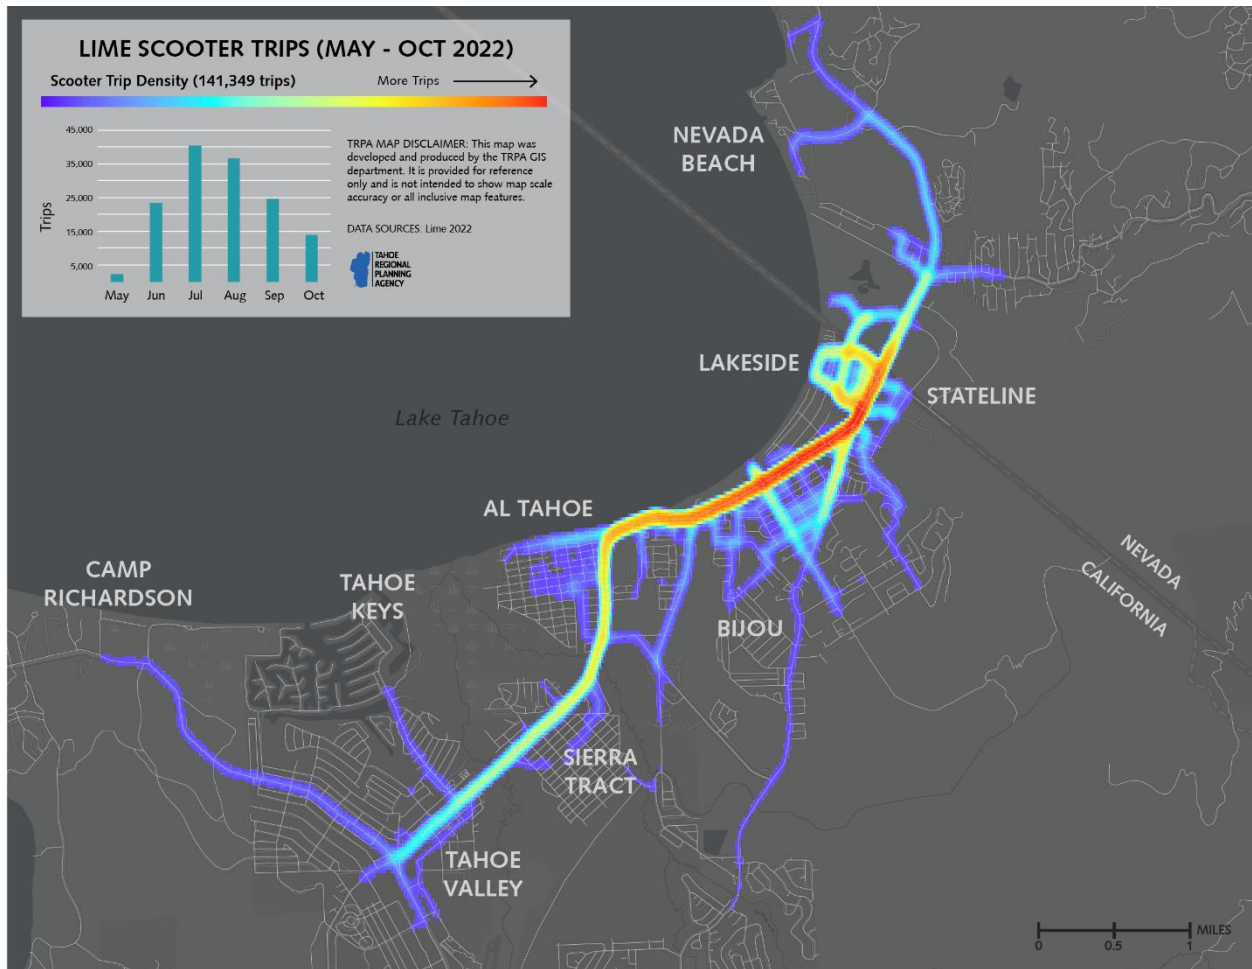 LIME SCOOTER TRIPS (MAY - OCT 2022)
Scooter Trip Density (141,349 trips)
More Trips
45,000
35,000
25,000
15,000
5,000
Trips
May
Jun
Jul
Aug
Sep
Oct
TRPA MAP DISCLAIMER: This map was
developed and produced by the TRPA GIS
department. It is provided for reference
only and is not intended to show map scale
accuracy or all inclusive map features.
DATA SOURCES: Lime 2022
TAHOE
REGIONAL
PLANNING
AGENCY
NEVADA
BEACH
LAKESIDE
STATELINE
Lake Tahoe
AL TAHOE
CAMP
RICHARDSON
TAHOE
KEYS
NEVADA
CALIFORNIA
BIJOU
SIERRA
TRACT
TAHOE
VALLEY
MILES
0
0.5
1